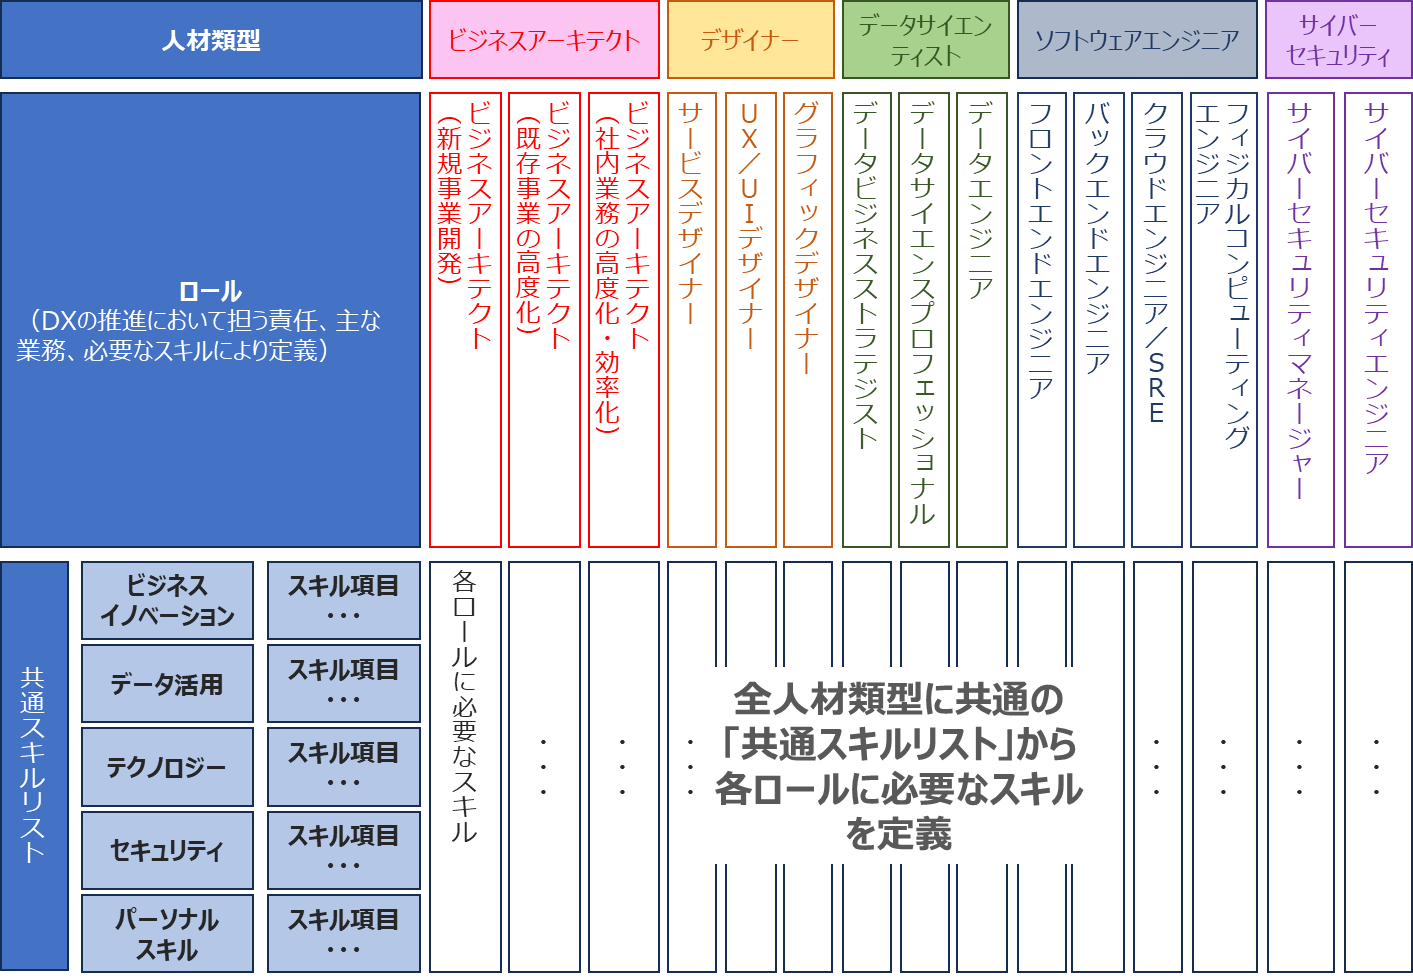 人材類型
ビジネスアーキテクト
デザイナー
データサイエン
ティスト
ソフトウェアエンジニア
サイバー
セキュリティ
ロール
（DXの推進において担う責任、主な
業務、必要なスキルにより定義）
ビジネスアーキテクト
（新規事業開発）
ビジネスアーキテクト
（既存事業の高度化）
ビジネスアーキテクト
（社内業務の高度化・効率化）
サービスデザイナー
UX／UIデザイナー
グラフィックデザイナー
データビジネスストラテジスト
データサイエンスプロフェッショナル
データエンジニア
フロントエンドエンジニア
バックエンドエンジニア
クラウドエンジニア／SRE
フィジカルコンピューティング
エンジニア
サイバーセキュリティマネージャー
サイバーセキュリティエンジニア
共通スキルリスト
ビジネス
イノベーション
スキル項目
・・・
データ活用
スキル項目
・・・
テクノロジー
スキル項目
・・・
セキュリティ
スキル項目
・・・
パーソナル
スキル
スキル項目
・・・
各ロールに必要なスキル
・・・
・・・
・・・
全人材類型に共通の
「共通スキルリスト」から
各ロールに必要なスキル
を定義
・・・
・・・
・・・
・・・